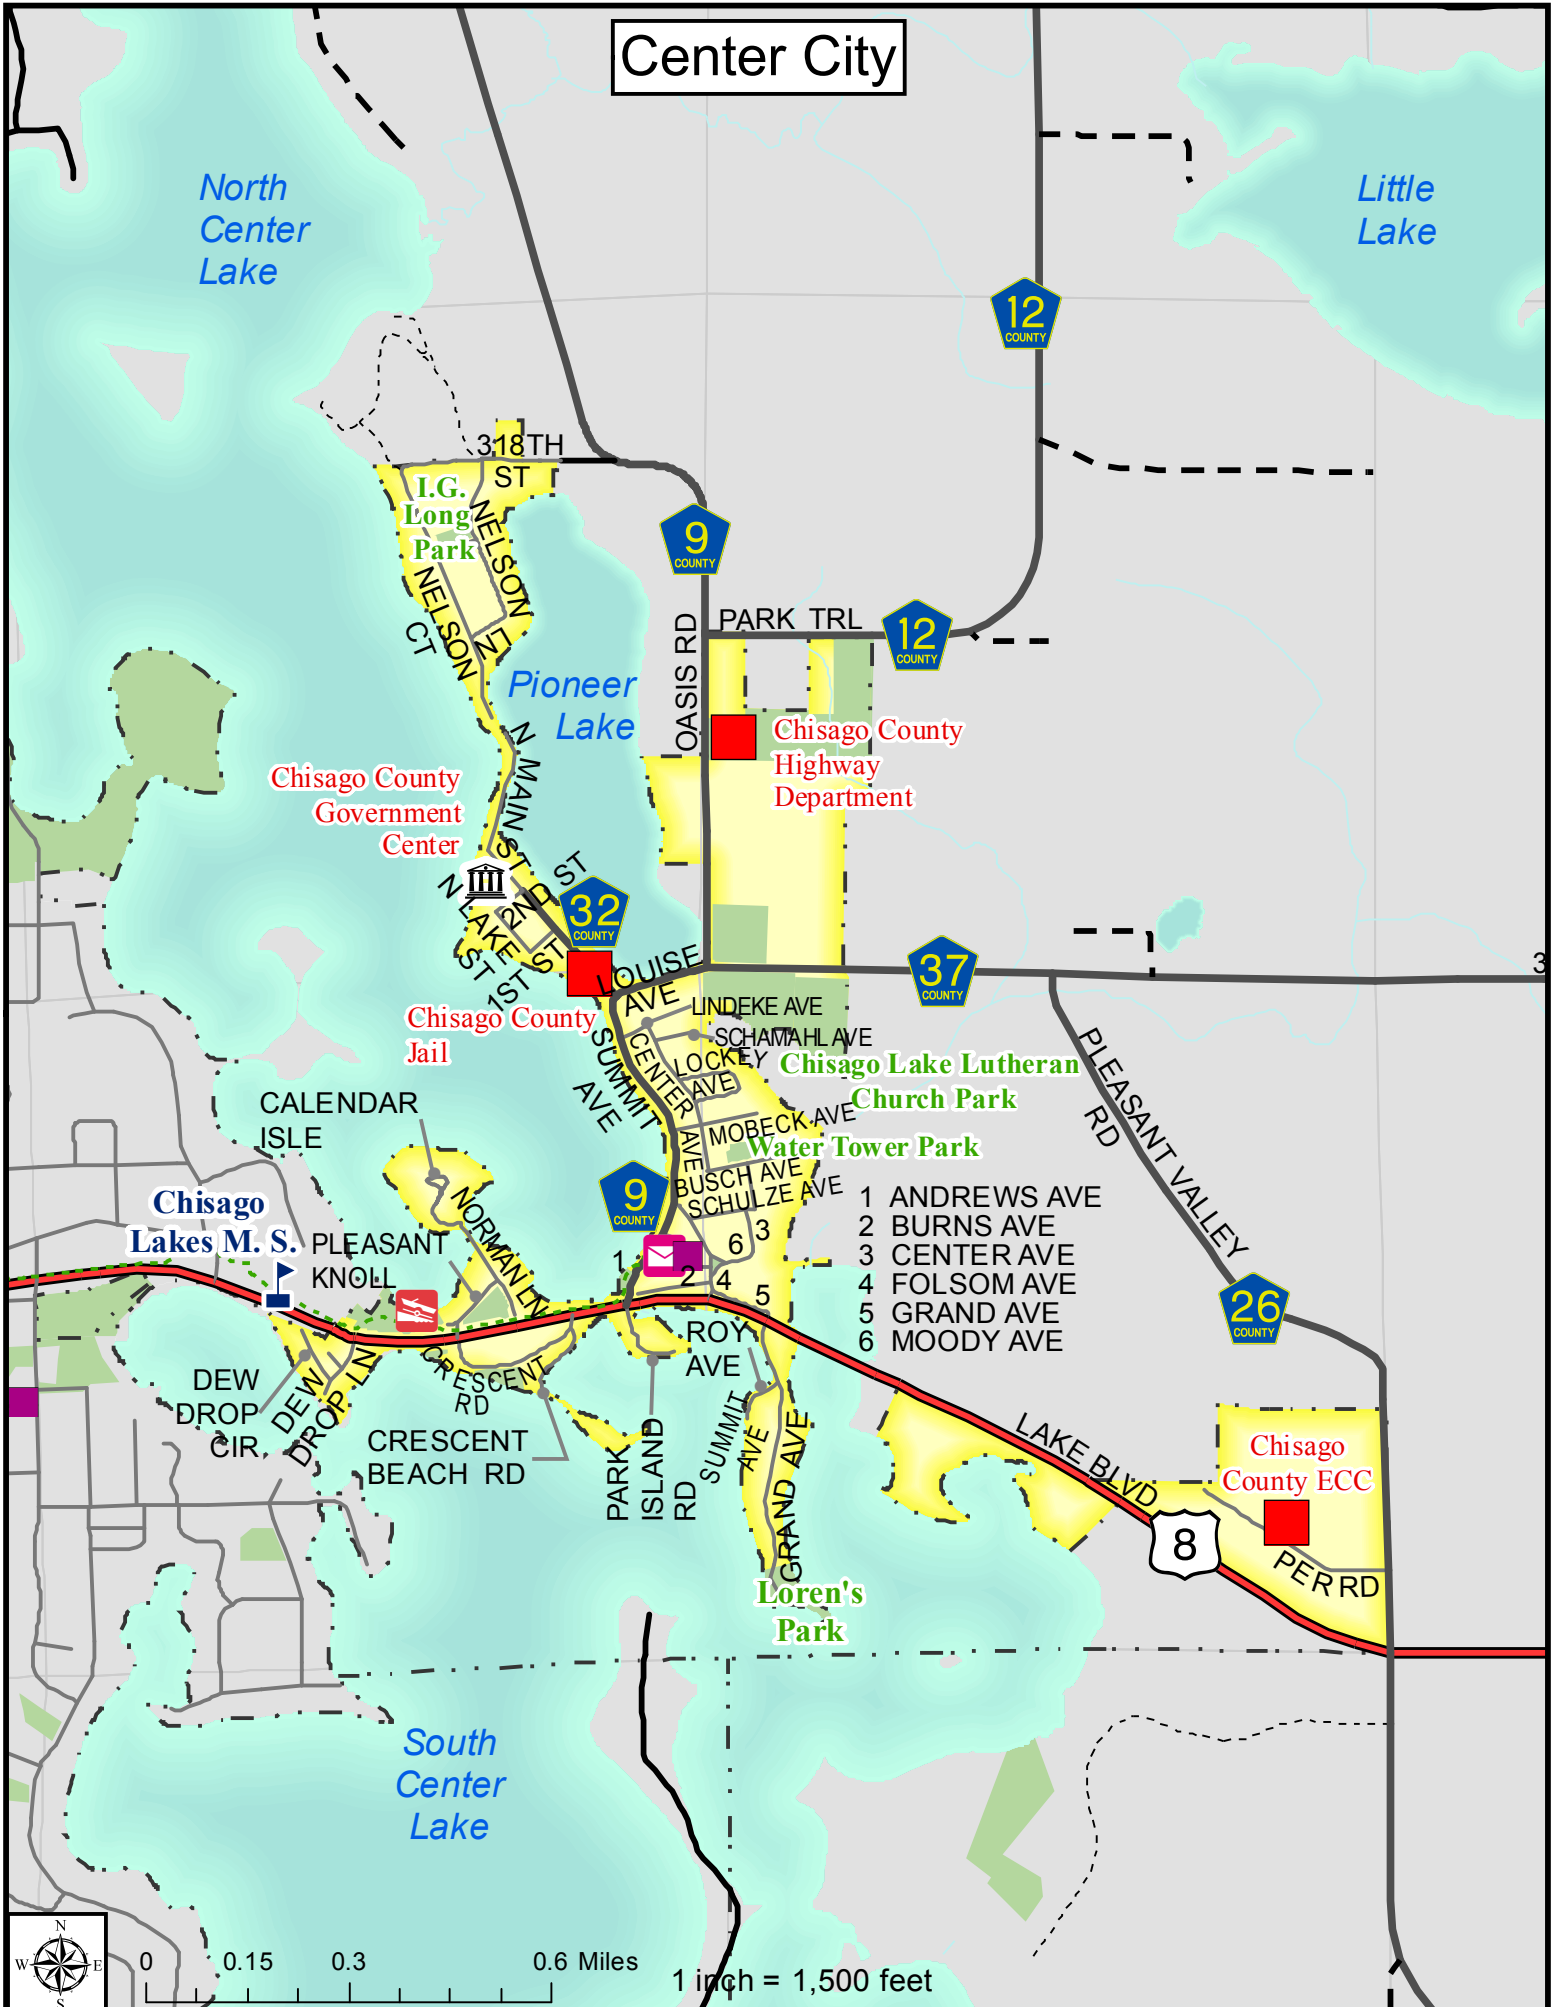 Center City
North
Center
Lake
Little
Lake
12
COUNTY
318TH
ST
I.G.
Long
Park
NELSON LN
NELSON
CT
9
COUNTY
OASIS RD
PARK TRL
12
COUNTY
Pioneer
Lake
Chisago County
Highway
Department
Chisago County
Government
Center
N MAIN ST
2ND ST
32
COUNTY
N LAKE
ST
1ST ST
37
COUNTY
3
LOUISE
AVE
LINDEKE AVE
SCHAMAHL AVE
Chisago County
Jail
SUMMIT
AVE
CENTER
AVE
LOCKEY
AVE
Chisago Lake Lutheran
Church Park
PLEASANT VALLEY
RD
CALENDAR
ISLE
MOBECK AVE
Water Tower Park
BUSCH AVE
SCHULZE AVE
9
COUNTY
Chisago
Lakes M. S.
PLEASANT
KNOLL
NORMAN LN
1
2
3
4
5
6
1 ANDREWS AVE
2 BURNS AVE
3 CENTER AVE
4 FOLSOM AVE
5 GRAND AVE
6 MOODY AVE
26
COUNTY
DEW
DROP
CIR
DEW
DROP LN
CRESCENT
RD
CRESCENT
BEACH RD
PARK
ISLAND
RD
ROY
AVE
SUMMIT
AVE
GRAND AVE
LAKE BLVD
8
Chisago
County ECC
PER RD
Loren's
Park
South
Center
Lake
N
W
E
S
0 0.15 0.3 0.6 Miles
1 inch = 1,500 feet